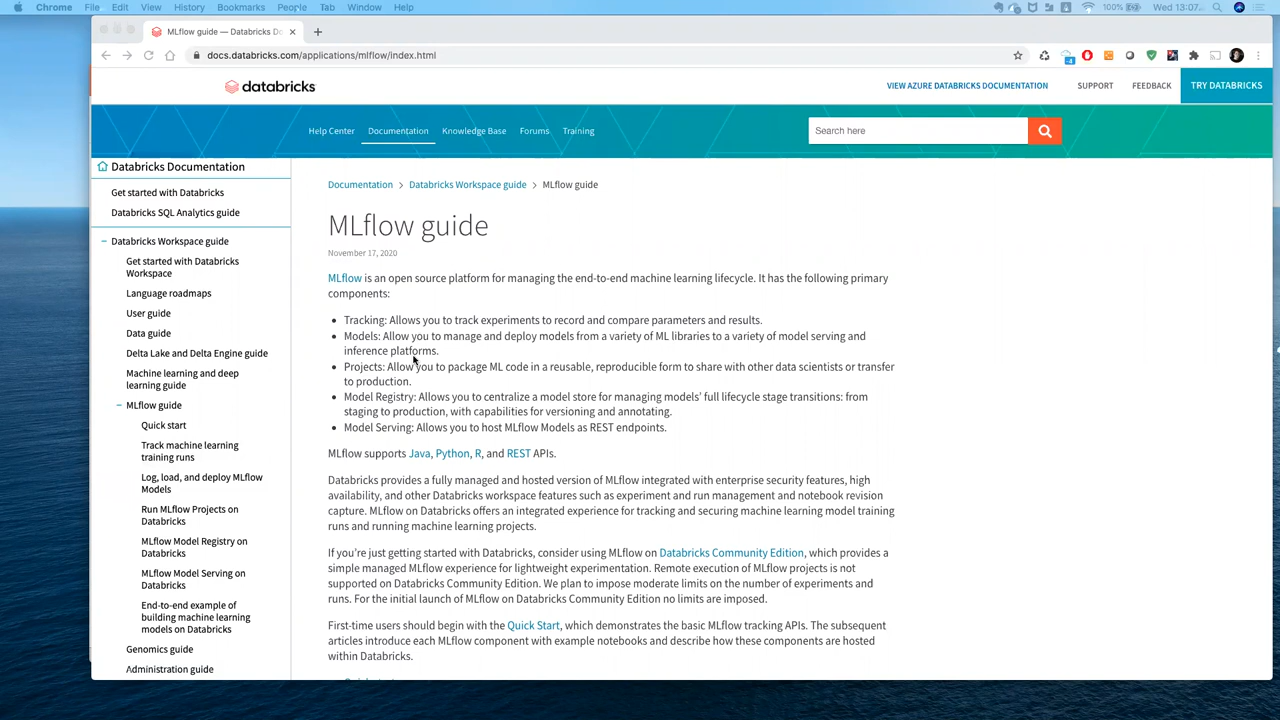 Chrome File Edit View History Bookmarks People Tab Window Help 100% Wed 13:07
MLflow guide — Databricks D
docs.databricks.com/applications/mlflow/index.html
databricks
VIEW AZURE DATABRICKS DOCUMENTATION SUPPORT FEEDBACK TRY DATABRICKS
Help Center Documentation Knowledge Base Forums Training Search here
Databricks Documentation
Get started with Databricks
Databricks SQL Analytics guide
Databricks Workspace guide
Get started with Databricks
Workspace
Language roadmaps
User guide
Data guide
Delta Lake and Delta Engine guide
Machine learning and deep
learning guide
MLflow guide
Quick start
Track machine learning
training runs
Log, load, and deploy MLflow
Models
Run MLflow Projects on
Databricks
MLflow Model Registry on
Databricks
MLflow Model Serving on
Databricks
End-to-end example of
building machine learning
models on Databricks
Genomics guide
Administration guide
Documentation > Databricks Workspace guide > MLflow guide
MLflow guide
November 17, 2020
MLflow is an open source platform for managing the end-to-end machine learning lifecycle. It has the following primary
components:
• Tracking: Allows you to track experiments to record and compare parameters and results.
• Models: Allow you to manage and deploy models from a variety of ML libraries to a variety of model serving and
inference platforms.
• Projects: Allow you to package ML code in a reusable, reproducible form to share with other data scientists or transfer
to production.
• Model Registry: Allows you to centralize a model store for managing models’ full lifecycle stage transitions: from
staging to production, with capabilities for versioning and annotating.
• Model Serving: Allows you to host MLflow Models as REST endpoints.
MLflow supports Java, Python, R, and REST APIs.
Databricks provides a fully managed and hosted version of MLflow integrated with enterprise security features, high
availability, and other Databricks workspace features such as experiment and run management and notebook revision
capture. MLflow on Databricks offers an integrated experience for tracking and securing machine learning model training
runs and running machine learning projects.
If you’re just getting started with Databricks, consider using MLflow on Databricks Community Edition, which provides a
simple managed MLflow experience for lightweight experimentation. Remote execution of MLflow projects is not
supported on Databricks Community Edition. We plan to impose moderate limits on the number of experiments and
runs. For the initial launch of MLflow on Databricks Community Edition no limits are imposed.
First-time users should begin with the Quick Start, which demonstrates the basic MLflow tracking APIs. The subsequent
articles introduce each MLflow component with example notebooks and describe how these components are hosted
within Databricks.